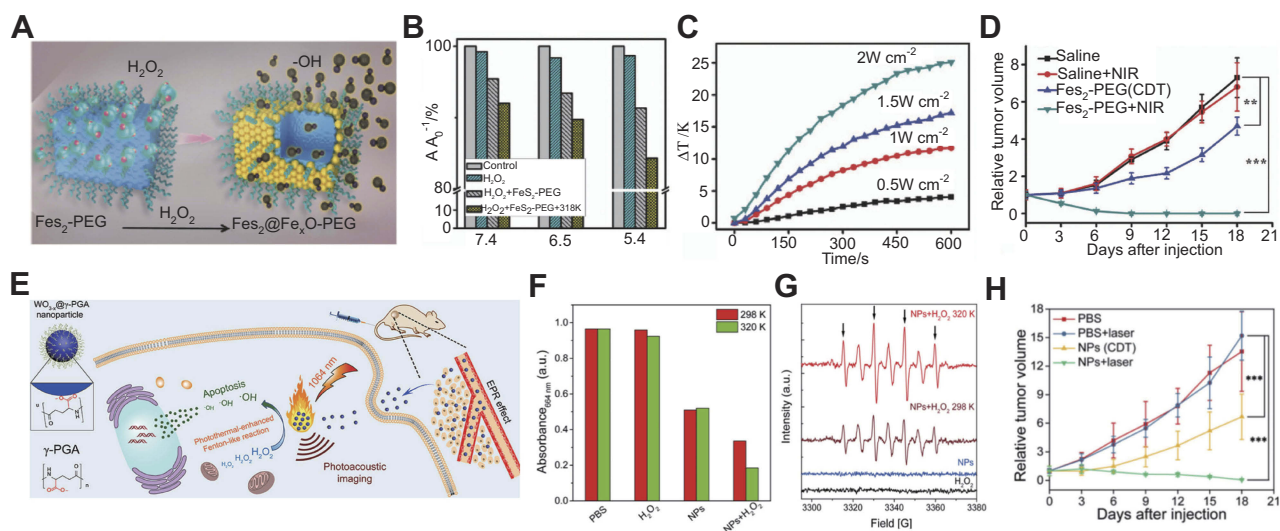 A
H2O2
-OH
Fes2-PEG
H2O2
Fes2@FexO-PEG
B
A A0-1/%
100
80
20
0
Control
H2O2
H2O2+FeS2-PEG
H2O2+FeS2-PEG+318K
7.4
6.5
5.4
C
ΔT /K
25
20
15
10
5
0
2W cm-2
1.5W cm-2
1W cm-2
0.5W cm-2
0
150
300
450
600
Time/s
D
Relative tumor volume
8
6
4
2
0
Saline
Saline+NIR
Fes2-PEG(CDT)
Fes2-PEG+NIR
**
***
0
3
6
9
12
15
18
21
Days after injection
E
WO3-x@γ-PGA
nanoparticle
γ-PGA
Apoptosis
·OH ·OH ·OH
Photothermal-enhanced
Fenton-like reaction
H2O2 H2O2 H2O2
1064 nm
Photoacoustic
imaging
EPR effect
F
Absorbance664 nm (a.u.)
1.0
0.8
0.6
0.4
0.2
0.0
298 K
320 K
PBS
H2O2
NPs
NPs+H2O2
G
Intensity (a.u.)
NPs+H2O2 320 K
NPs+H2O2 298 K
NPs
H2O2
3300
3320
3340
3360
3380
Field [G]
H
Relative tumor volume
18
15
12
9
6
3
0
PBS
PBS+laser
NPs (CDT)
NPs+laser
***
***
0
3
6
9
12
15
18
21
Days after injection